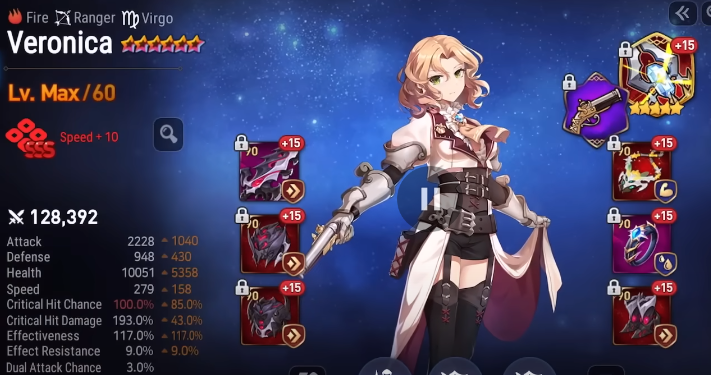 Fire Ranger Virgo
Veronica
Lv. Max/60
SSS
Speed + 10
128,392
Attack 2228 1040
Defense 948 430
Health 10051 5358
Speed 279 158
Critical Hit Chance 100.0% 85.0%
Critical Hit Damage 193.0% 43.0%
Effectiveness 117.0% 117.0%
Effect Resistance 9.0% 9.0%
Dual Attack Chance 3.0%
+15
+15
+15
+15
+15
+15
+15